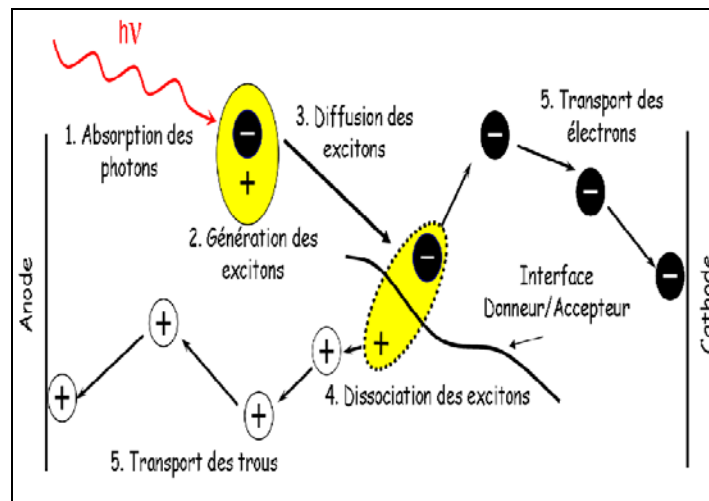 hν
1. Absorption des
photons
2. Génération des
excitons
3. Diffusion des
excitons
5. Transport des
électrons
Interface
Donneur/Accepteur
4. Dissociation des excitons
5. Transport des trous
Anode
Cathode
−
+
−
+
−
−
−
+
+
+
+